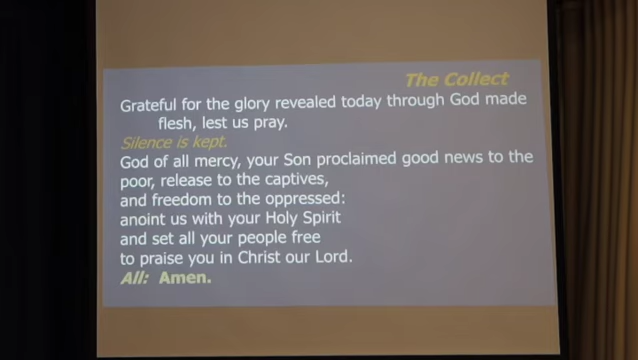 The Collect
Grateful for the glory revealed today through God made
flesh, lest us pray.
Silence is kept.
God of all mercy, your Son proclaimed good news to the
poor, release to the captives,
and freedom to the oppressed:
anoint us with your Holy Spirit
and set all your people free
to praise you in Christ our Lord.
All: Amen.